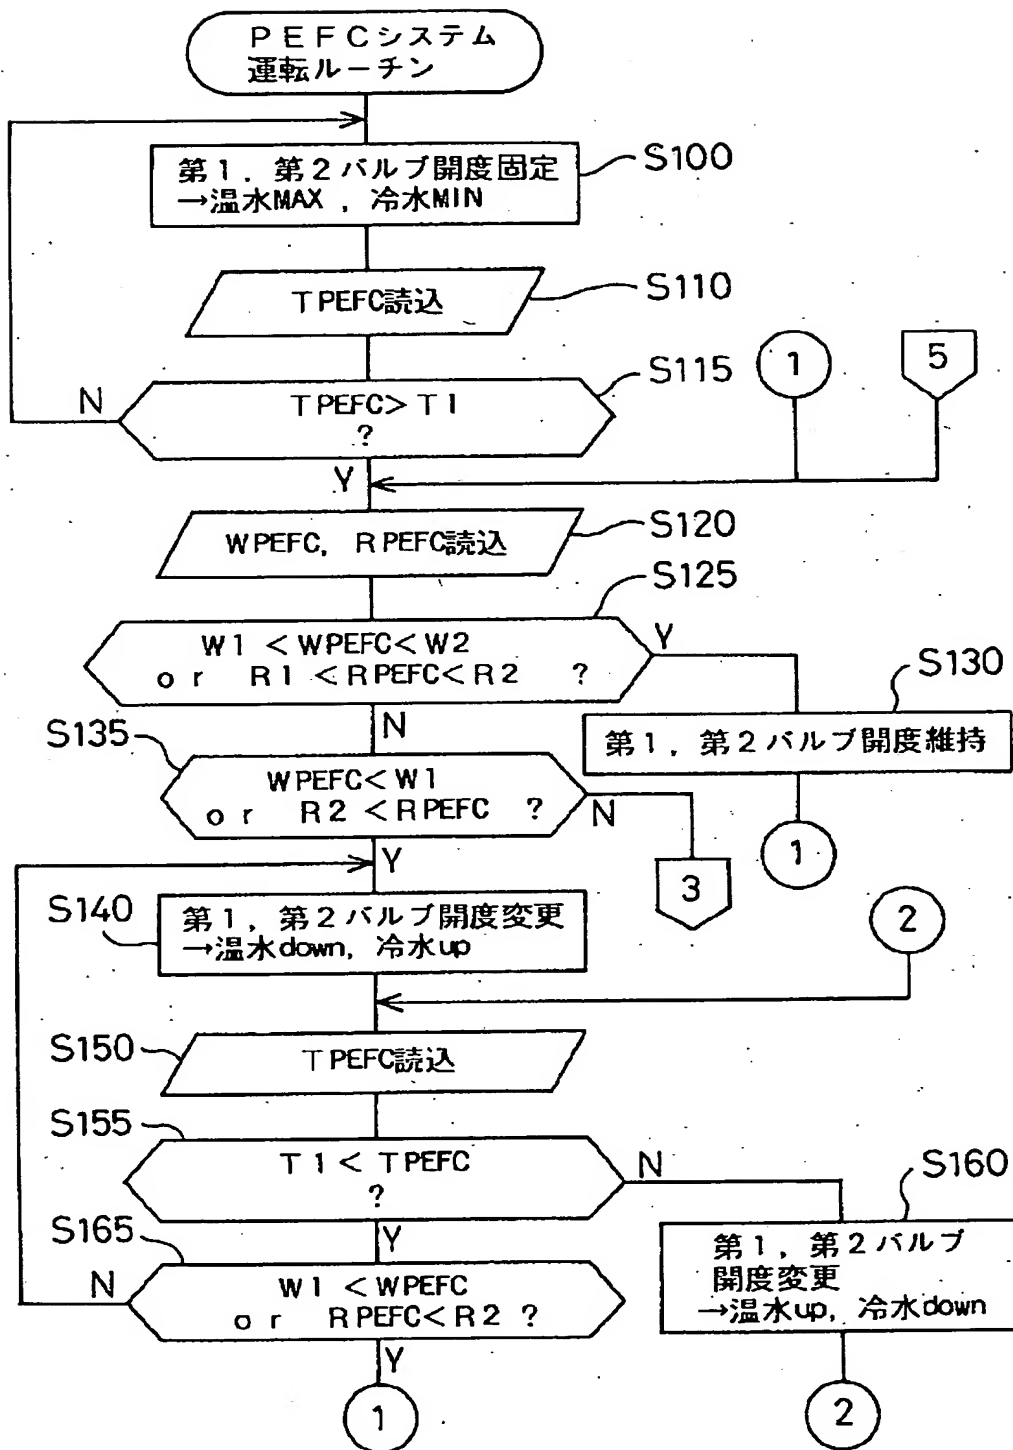 PEFCシステム
運転ルーチン
第1，第2バルブ開度固定
→温水MAX，冷水MIN
S100
TPEFC読込
S110
TPEFC>T1
?
S115
N
Y
1
5
WPEFC，RPEFC読込
S120
W1<WPEFC<W2
or R1<RPEFC<R2 ?
S125
Y
N
第1，第2バルブ開度維持
S130
1
S135
WPEFC<W1
or R2<RPEFC ?
N
Y
3
S140
第1，第2バルブ開度変更
→温水down，冷水up
2
S150
TPEFC読込
S155
T1<TPEFC
?
N
Y
S160
第1，第2バルブ
開度変更
→温水up，冷水down
2
S165
W1<WPEFC
or RPEFC<R2 ?
N
Y
1